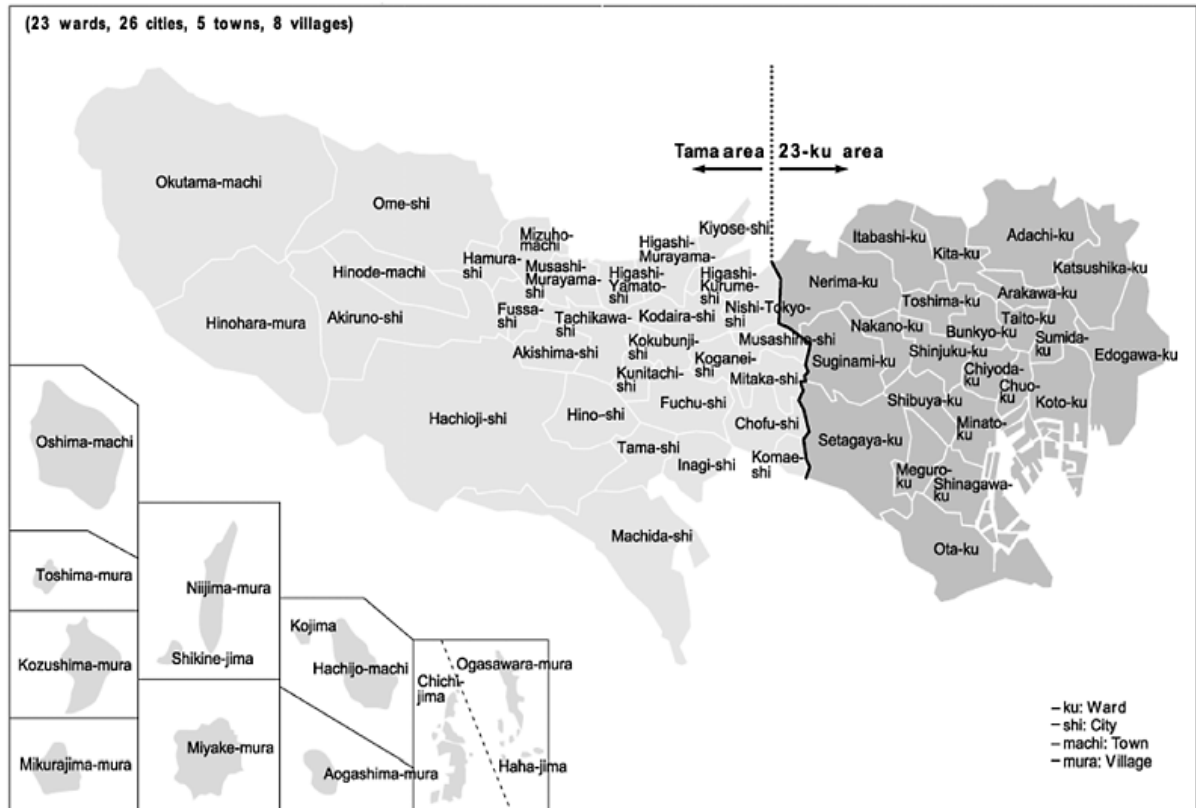 (23 wards, 26 cities, 5 towns, 8 villages)
Tama area
23-ku area
Okutama-machi
Ome-shi
Mizuho-
machi
Hamura-
shi
Hinode-machi
Musashi-
Murayama-
shi
Higashi-
Murayama-
Kiyose-shi
Higashi-
Yamato-
shi
Higashi-
Kurume-
shi
Hinohara-mura
Akiruno-shi
Fussa-
shi
Tachikawa-
shi
Kodaira-shi
Nishi-Tokyo-
shi
Akishima-shi
Kokubunji-
shi
Koganei-
shi
Musashino-shi
Kunitachi-
shi
Mitaka-shi
Hachioji-shi
Hino-shi
Fuchu-shi
Chofu-shi
Tama-shi
Inagi-shi
Komae-
shi
Machida-shi
Itabashi-ku
Kita-ku
Adachi-ku
Katsushika-ku
Nerima-ku
Toshima-ku
Arakawa-ku
Taito-ku
Nakano-ku
Bunkyo-ku
Sumida-
ku
Edogawa-ku
Suginami-ku
Shinjuku-ku
Chiyoda-
ku
Chuo-
ku
Koto-ku
Shibuya-ku
Minato-
ku
Setagaya-ku
Meguro-
ku
Shinagawa-
ku
Ota-ku
Oshima-machi
Toshima-mura
Niijima-mura
Shikine-jima
Kozushima-mura
Kojima
Hachijo-machi
Chichi-
jima
Ogasawara-mura
Haha-jima
Mikurajima-mura
Miyake-mura
Aogashima-mura
– ku: Ward
– shi: City
– machi: Town
– mura: Village